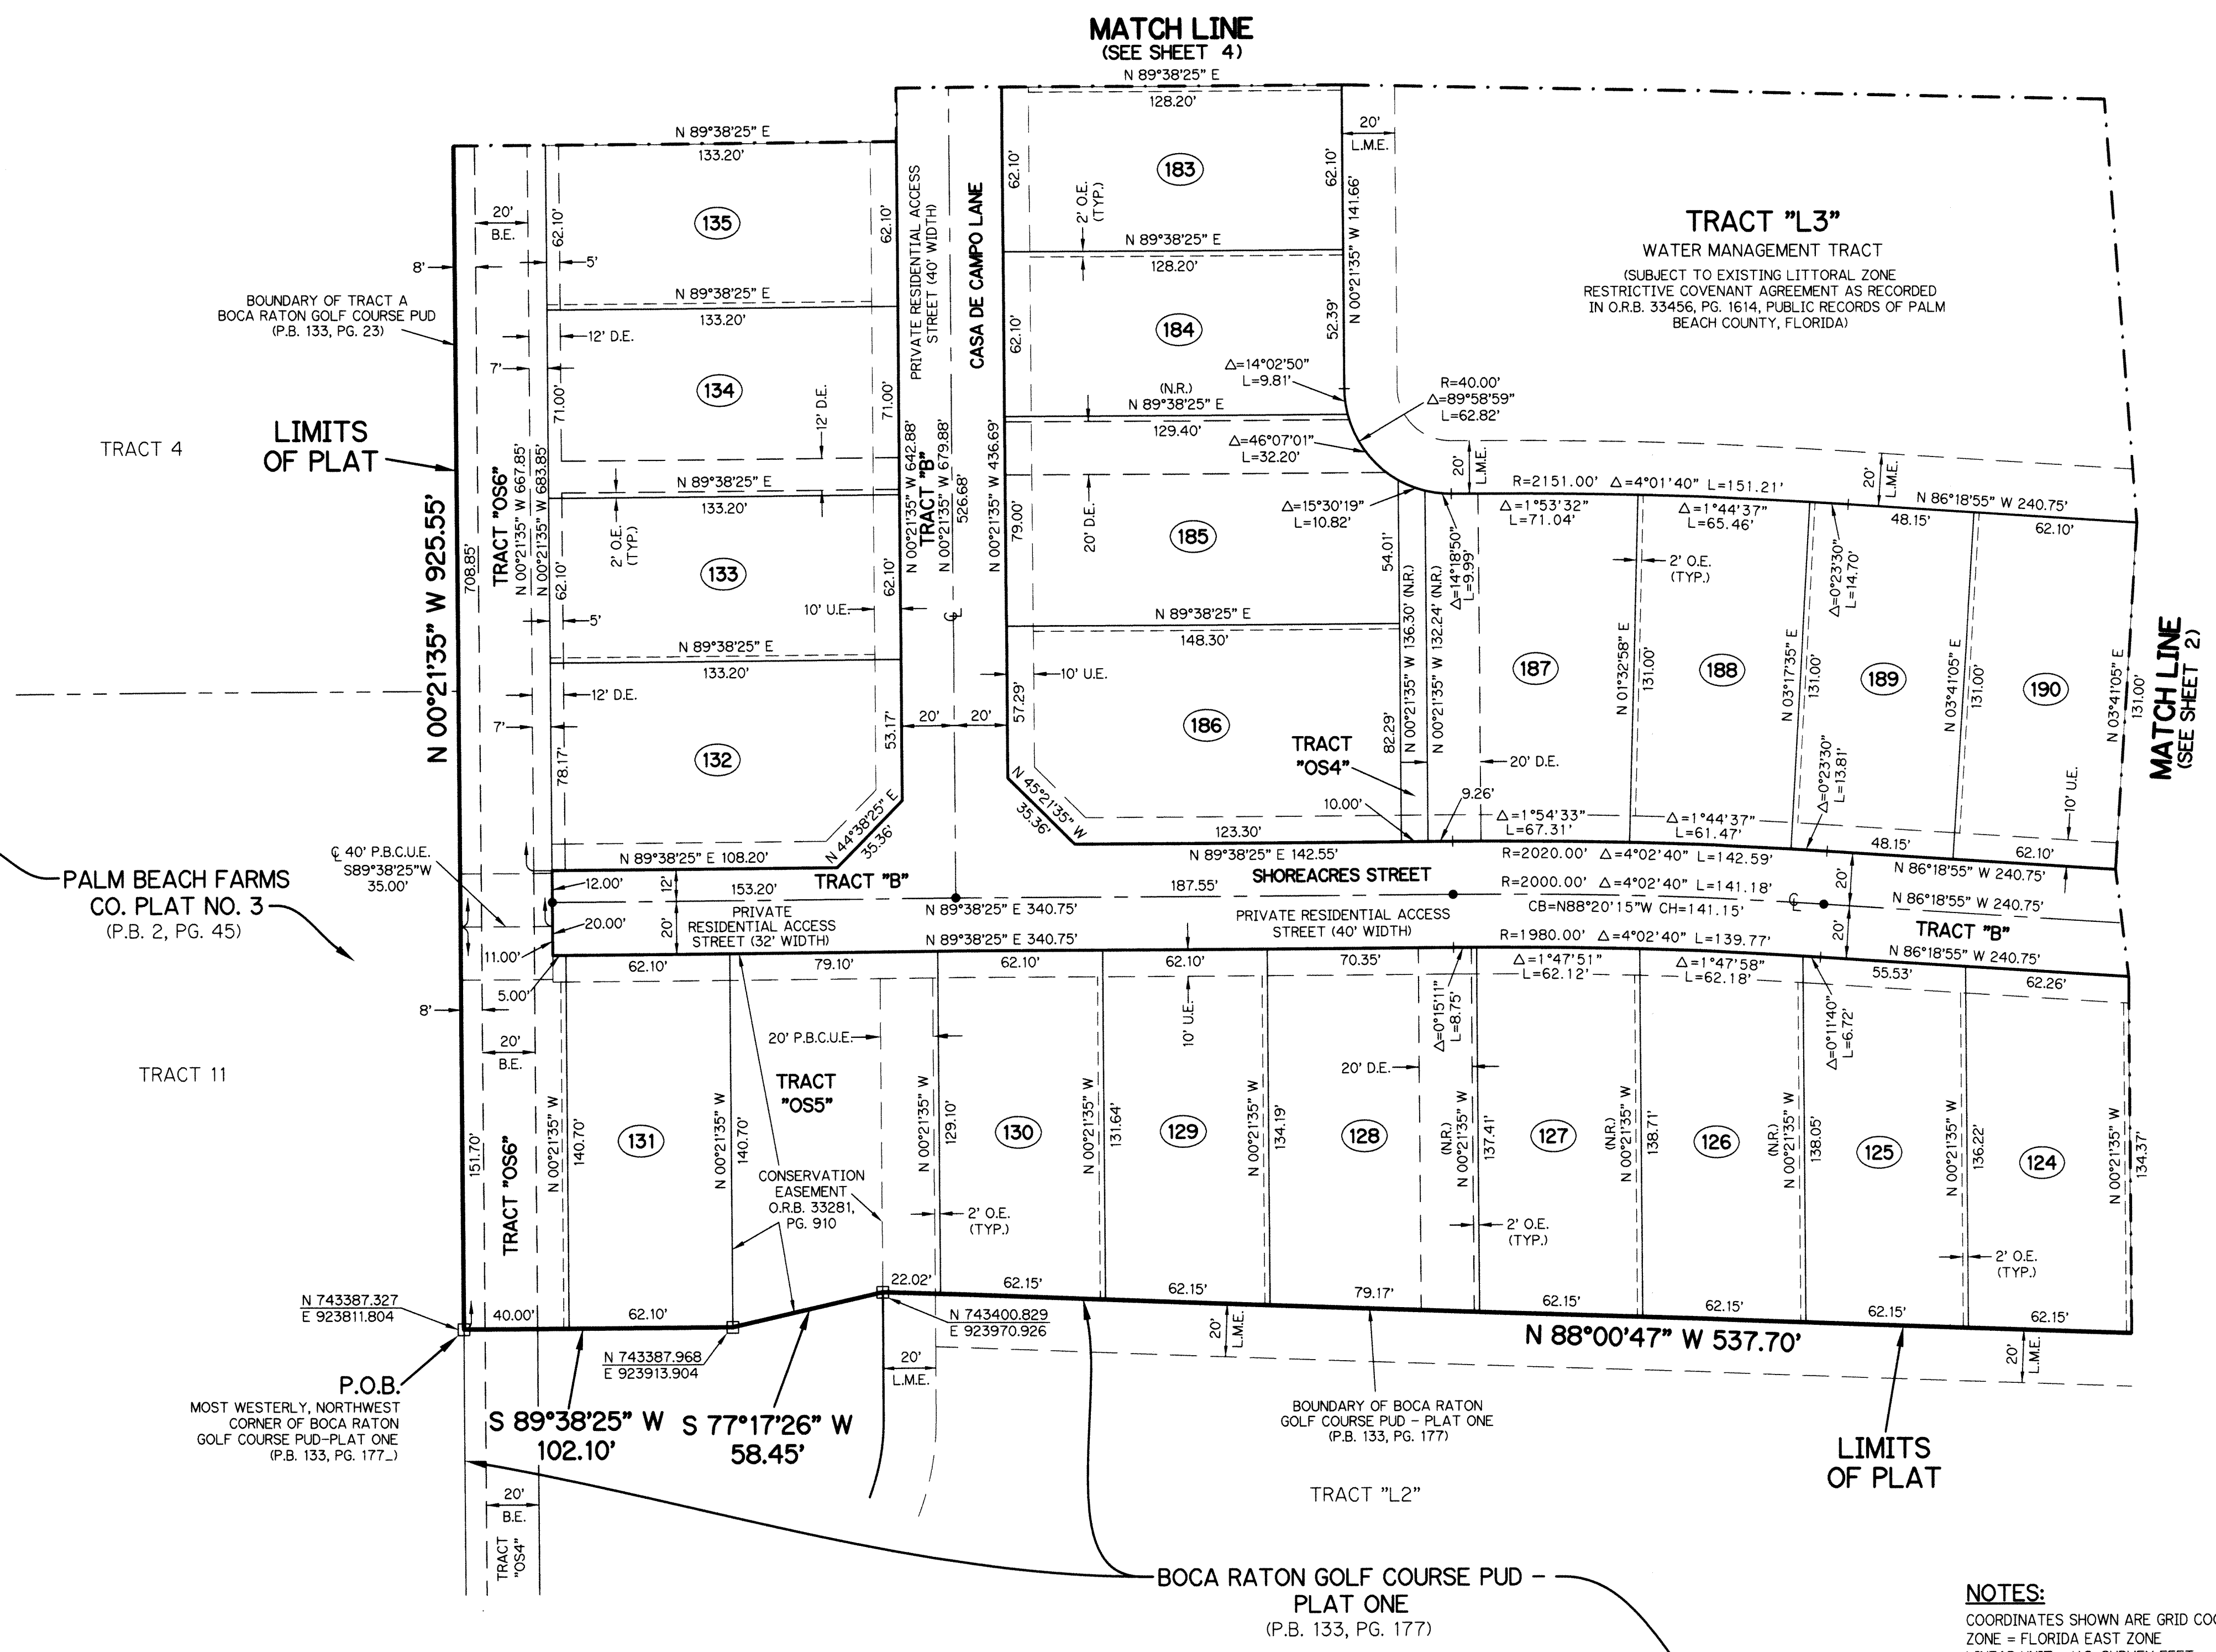 MATCH LINE
(SEE SHEET 4)
N 89°38'25" E
128.20'
N 89°38'25" E
133.20'
20'
L.M.E.
20'
B.E.
62.10'
135
62.10'
5'
8'
BOUNDARY OF TRACT A
BOCA RATON GOLF COURSE PUD
(P.B. 133, PG. 23)
N 89°38'25" E
133.20'
12' D.E.
7'
71.00'
134
71.00'
12' D.E.
N 89°38'25" E
133.20'
2' O.E.
(TYP.)
62.10'
133
62.10'
10' U.E.
5'
N 89°38'25" E
133.20'
12' D.E.
7'
78.17'
132
53.17'
N 44°38'25" E
35.36'
N 89°38'25" E 108.20'
PRIVATE RESIDENTIAL ACCESS
STREET (40' WIDTH)
CASA DE CAMPO LANE
N 00°21'35" W 642.88'
TRACT "B"
N 00°21'35" W 679.88'
526.68'
N 00°21'35" W 436.69'
℄
20'
20'
62.10'
183
62.10'
2' O.E.
(TYP.)
N 00°21'35" W 141.66'
N 89°38'25" E
128.20'
62.10'
184
52.39'
Δ=14°02'50"
L=9.81'
(N.R.)
N 89°38'25" E
129.40'
R=40.00'
Δ=89°58'59"
L=62.82'
Δ=46°07'01"
L=32.20'
79.00'
20' D.E.
185
Δ=15°30'19"
L=10.82'
54.01'
N 89°38'25" E
148.30'
10' U.E.
57.29'
186
82.29'
N 45°21'35" W
35.36'
123.30'
N 89°38'25" E 142.55'
TRACT
"OS4"
10.00'
N 00°21'35" W 136.30' (N.R.)
N 00°21'35" W 132.24' (N.R.)
TRACT "L3"
WATER MANAGEMENT TRACT
(SUBJECT TO EXISTING LITTORAL ZONE
RESTRICTIVE COVENANT AGREEMENT AS RECORDED
IN O.R.B. 33456, PG. 1614, PUBLIC RECORDS OF PALM
BEACH COUNTY, FLORIDA)
20'
L.M.E.
20'
L.M.E.
R=2151.00' Δ=4°01'40" L=151.21'
N 86°18'55" W 240.75'
Δ=14°18'50"
L=9.99'
Δ=1°53'32"
L=71.04'
Δ=1°44'37"
L=65.46'
48.15'
62.10'
2' O.E.
(TYP.)
Δ=0°23'30"
L=14.70'
187
N 01°32'58" E
131.00'
188
N 03°17'35" E
131.00'
189
N 03°41'05" E
131.00'
190
N 03°41'05" E
131.00'
20' D.E.
9.26'
Δ=1°54'33"
L=67.31'
Δ=1°44'37"
L=61.47'
Δ=0°23'30"
L=13.81'
48.15'
62.10'
10' U.E.
MATCH LINE
(SEE SHEET 2)
TRACT 4
LIMITS
OF PLAT
N 00°21'35" W 925.55'
708.85'
TRACT "OS6"
N 00°21'35" W 667.85'
N 00°21'35" W 683.85'
℄ 40' P.B.C.U.E.
S89°38'25"W
35.00'
PALM BEACH FARMS
CO. PLAT NO. 3
(P.B. 2, PG. 45)
12.00'
20.00'
11.00'
5.00'
153.20'
12'
20'
TRACT "B"
PRIVATE
RESIDENTIAL ACCESS
STREET (32' WIDTH)
187.55'
SHOREACRES STREET
N 89°38'25" E 340.75'
N 89°38'25" E 340.75'
PRIVATE RESIDENTIAL ACCESS
STREET (40' WIDTH)
R=2020.00' Δ=4°02'40" L=142.59'
R=2000.00' Δ=4°02'40" L=141.18'
CB=N88°20'15"W CH=141.15'
R=1980.00' Δ=4°02'40" L=139.77'
℄
20'
20'
N 86°18'55" W 240.75'
N 86°18'55" W 240.75'
TRACT "B"
N 86°18'55" W 240.75'
62.10'
79.10'
62.10'
62.10'
70.35'
Δ=0°15'11"
L=8.75'
Δ=1°47'51"
L=62.12'
Δ=1°47'58"
L=62.18'
Δ=0°11'40"
L=6.72'
55.53'
62.26'
8'
20'
B.E.
TRACT 11
151.70'
TRACT "OS6"
N 00°21'35" W
140.70'
131
N 00°21'35" W
140.70'
20' P.B.C.U.E.
TRACT
"OS5"
CONSERVATION
EASEMENT
O.R.B. 33281,
PG. 910
N 00°21'35" W
129.10'
2' O.E.
(TYP.)
130
N 00°21'35" W
131.64'
10' U.E.
129
N 00°21'35" W
134.19'
20' D.E.
128
(N.R.)
N 00°21'35" W
137.41'
2' O.E.
(TYP.)
127
(N.R.)
N 00°21'35" W
138.71'
126
(N.R.)
N 00°21'35" W
138.05'
125
N 00°21'35" W
136.22'
2' O.E.
(TYP.)
124
N 00°21'35" W
134.37'
N 743387.327
E 923811.804
40.00'
62.10'
22.02'
62.15'
62.15'
79.17'
62.15'
62.15'
62.15'
62.15'
N 743400.829
E 923970.926
N 743387.968
E 923913.904
20'
L.M.E.
20'
L.M.E.
20'
L.M.E.
N 88°00'47" W 537.70'
P.O.B.
MOST WESTERLY, NORTHWEST
CORNER OF BOCA RATON
GOLF COURSE PUD-PLAT ONE
(P.B. 133, PG. 177_)
S 89°38'25" W
102.10'
S 77°17'26" W
58.45'
BOUNDARY OF BOCA RATON
GOLF COURSE PUD - PLAT ONE
(P.B. 133, PG. 177)
LIMITS
OF PLAT
TRACT "L2"
20'
B.E.
TRACT
"OS4"
BOCA RATON GOLF COURSE PUD -
PLAT ONE
(P.B. 133, PG. 177)
NOTES:
COORDINATES SHOWN ARE GRID COO
ZONE = FLORIDA EAST ZONE